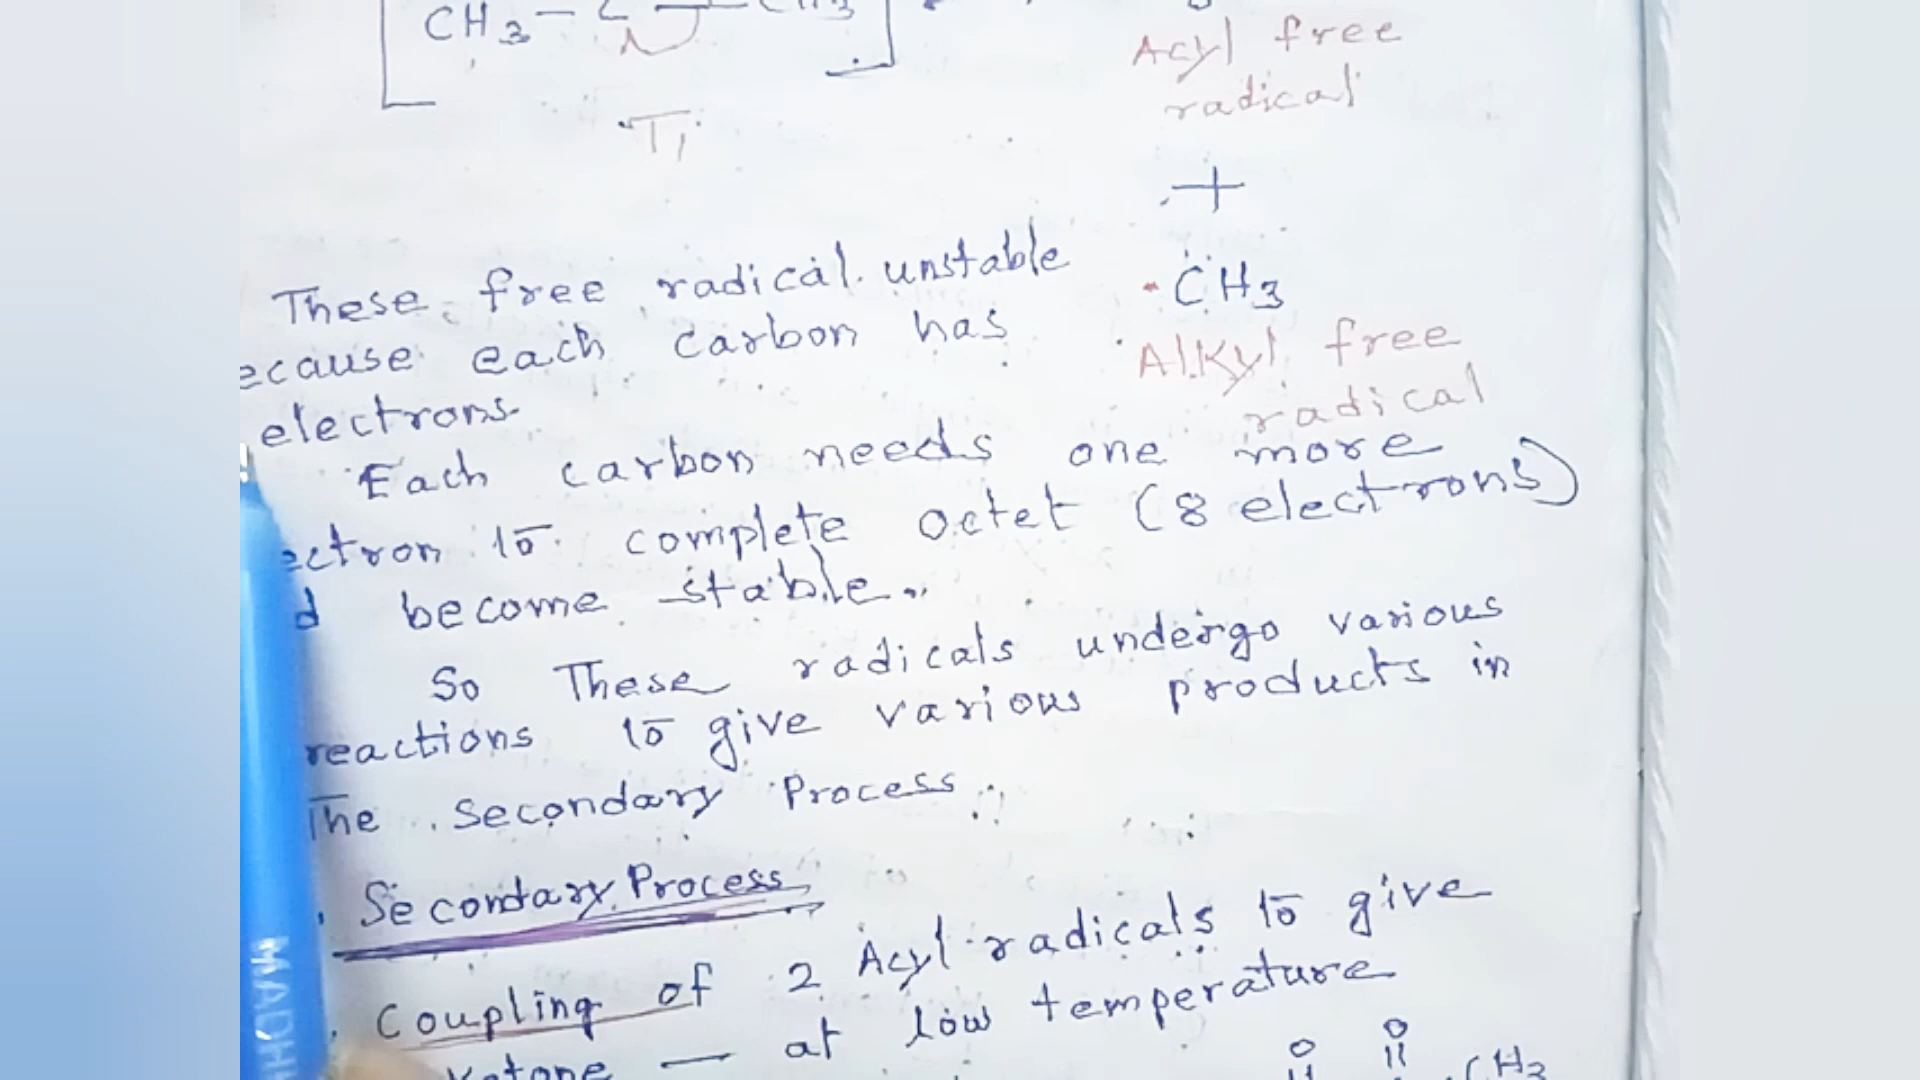 CH3 – C – CH3
Acyl free
radical
T1
+
·CH3
Alkyl free
radical
These free radical unstable
ecause each carbon has
electrons.
Each carbon needs one more
ectron to complete octet (8 electrons)
d become stable.
So These radicals undergo various
reactions to give various products in
The Secondary Process.
Secondary Process
Coupling of 2 Acyl radicals to give
Ketone — at low temperature
O O
CH3
MADH